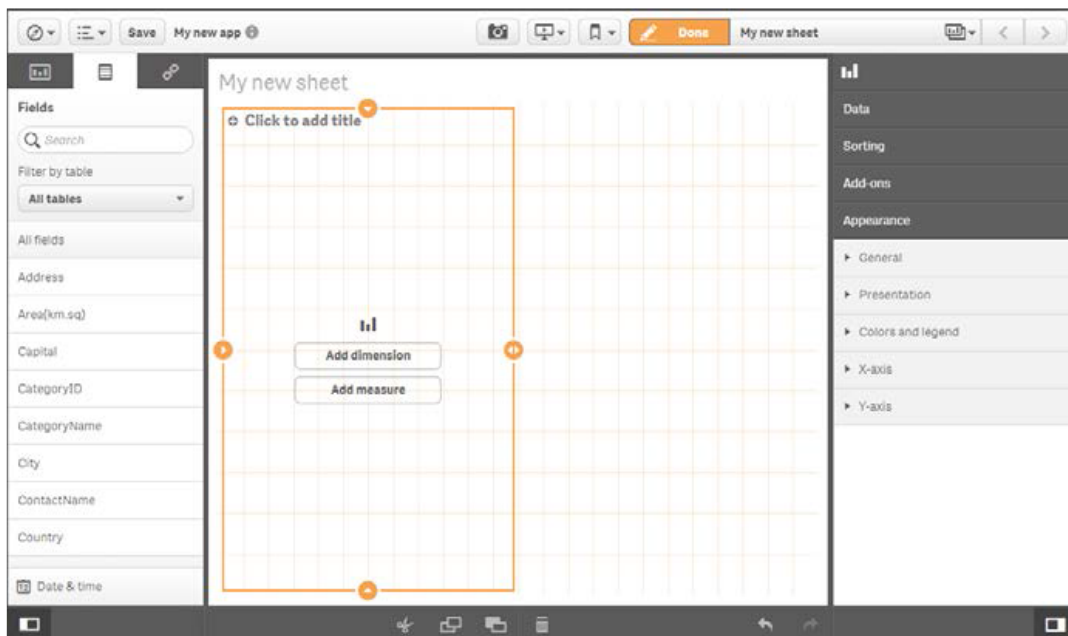 Save
My new app
Done
My new sheet
Fields
Search
Filter by table
All tables
All fields
Address
Area(km.sq)
Capital
CategoryID
CategoryName
City
ContactName
Country
Date & time
My new sheet
Click to add title
Add dimension
Add measure
Data
Sorting
Add-ons
Appearance
General
Presentation
Colors and legend
X-axis
Y-axis